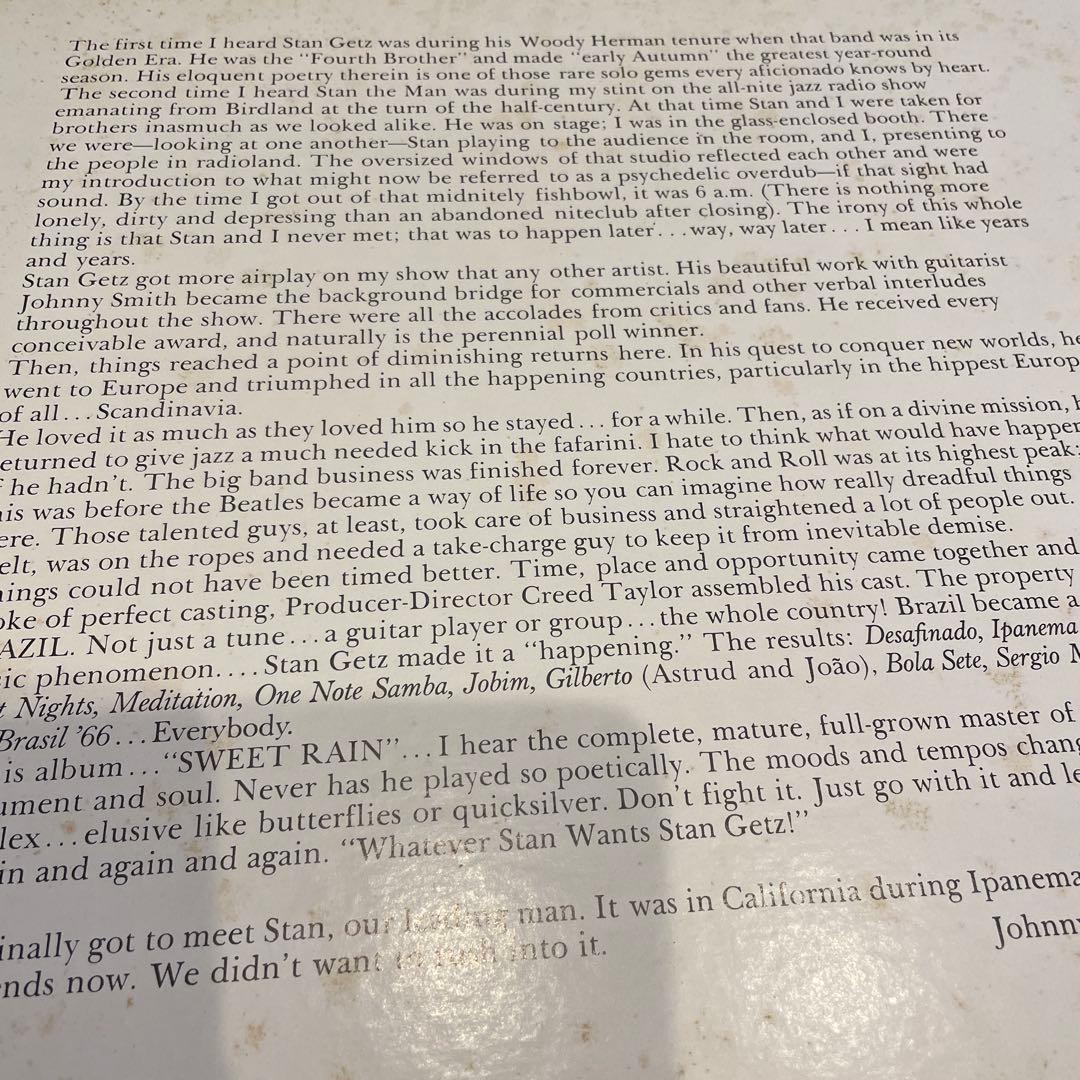 The first time I heard Stan Getz was during his Woody Herman tenure when that band was in its
Golden Era. He was the "Fourth Brother" and made "early Autumn" the greatest year-round
season. His eloquent poetry therein is one of those rare solo gems every aficionado knows by heart.
The second time I heard Stan the Man was during my stint on the all-nite jazz radio show
emanating from Birdland at the turn of the half-century. At that time Stan and I were taken for
brothers inasmuch as we looked alike. He was on stage; I was in the glass-enclosed booth. There
we were—looking at one another—Stan playing to the audience in the room, and I, presenting to
the people in radioland. The oversized windows of that studio reflected each other and were
my introduction to what might now be referred to as a psychedelic overdub—if that sight had
sound. By the time I got out of that midnitely fishbowl, it was 6 a.m. (There is nothing more
lonely, dirty and depressing than an abandoned niteclub after closing). The irony of this whole
thing is that Stan and I never met; that was to happen later...way, way later... I mean like years
and years.
Stan Getz got more airplay on my show that any other artist. His beautiful work with guitarist
Johnny Smith became the background bridge for commercials and other verbal interludes
throughout the show. There were all the accolades from critics and fans. He received every
conceivable award, and naturally is the perennial poll winner.
Then, things reached a point of diminishing returns here. In his quest to conquer new worlds, he
went to Europe and triumphed in all the happening countries, particularly in the hippest Europ
of all...Scandinavia.
He loved it as much as they loved him so he stayed... for a while. Then, as if on a divine mission, h
eturned to give jazz a much needed kick in the fafarini. I hate to think what would have happen
f he hadn't. The big band business was finished forever. Rock and Roll was at its highest peak:
his was before the Beatles became a way of life so you can imagine how really dreadful things
ere. Those talented guys, at least, took care of business and straightened a lot of people out.
elt, was on the ropes and needed a take-charge guy to keep it from inevitable demise.
ings could not have been timed better. Time, place and opportunity came together and
oke of perfect casting, Producer-Director Creed Taylor assembled his cast. The property
AZIL. Not just a tune...a guitar player or group...the whole country! Brazil became a
sic phenomenon....Stan Getz made it a "happening." The results: Desafinado, Ipanema
t Nights, Meditation, One Note Samba, Jobim, Gilberto (Astrud and João), Bola Sete, Sergio M
Brasil '66...Everybody.
is album..."SWEET RAIN"...I hear the complete, mature, full-grown master of
ument and soul. Never has he played so poetically. The moods and tempos chang
lex...elusive like butterflies or quicksilver. Don't fight it. Just go with it and le
in and again and again. "Whatever Stan Wants Stan Getz!"
inally got to meet Stan, our leading man. It was in California during Ipanema
nds now. We didn't want to rush into it.
Johnny